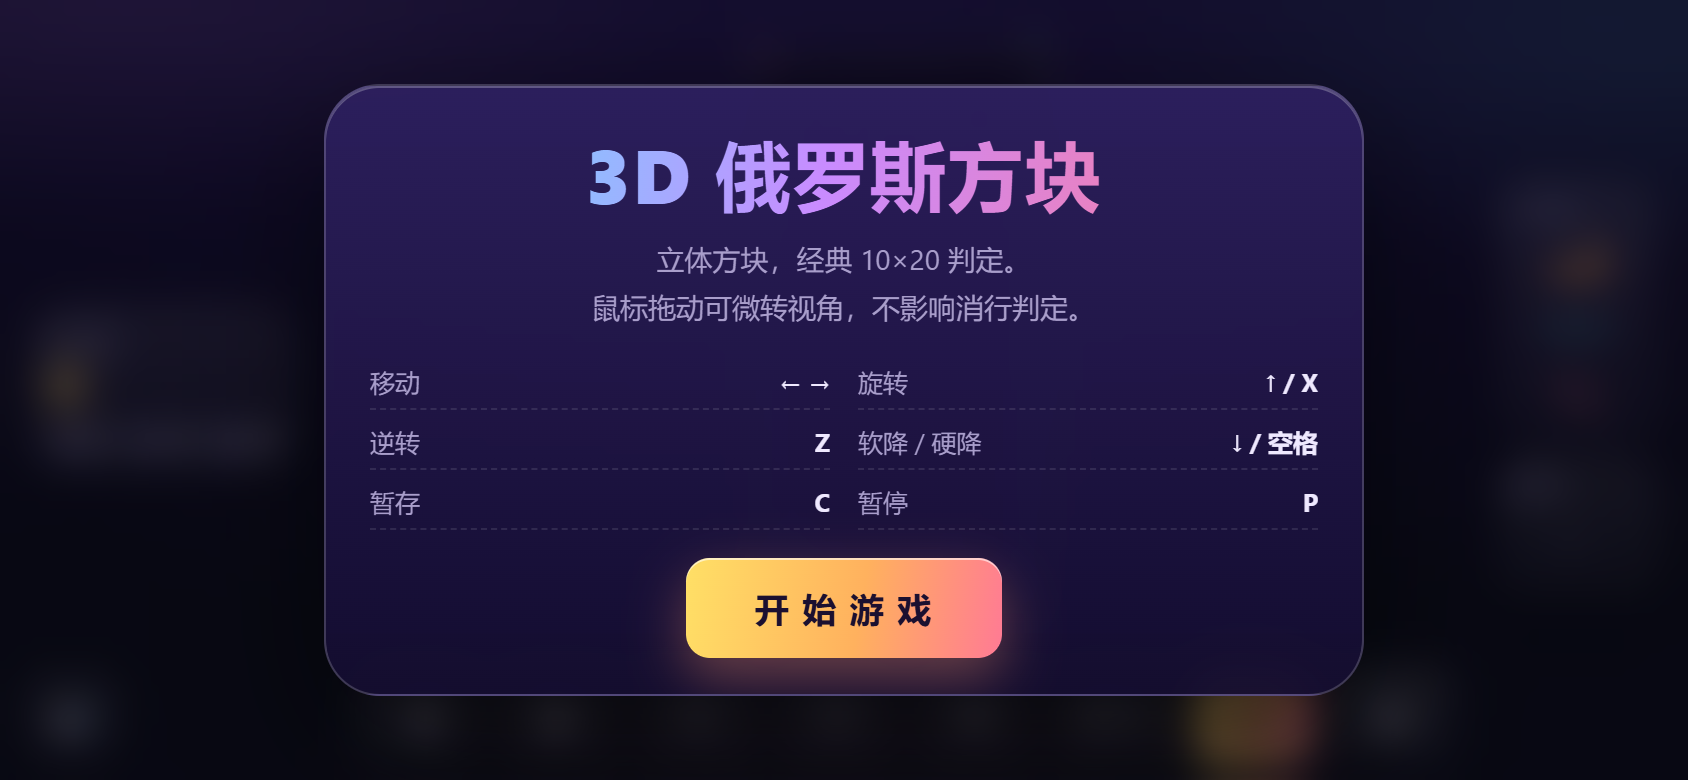 3D 俄罗斯方块
立体方块，经典 10×20 判定。
鼠标拖动可微转视角，不影响消行判定。
移动 ← → 旋转 ↑ / X
逆转 Z 软降 / 硬降 ↓ / 空格
暂存 C 暂停 P
开始游戏